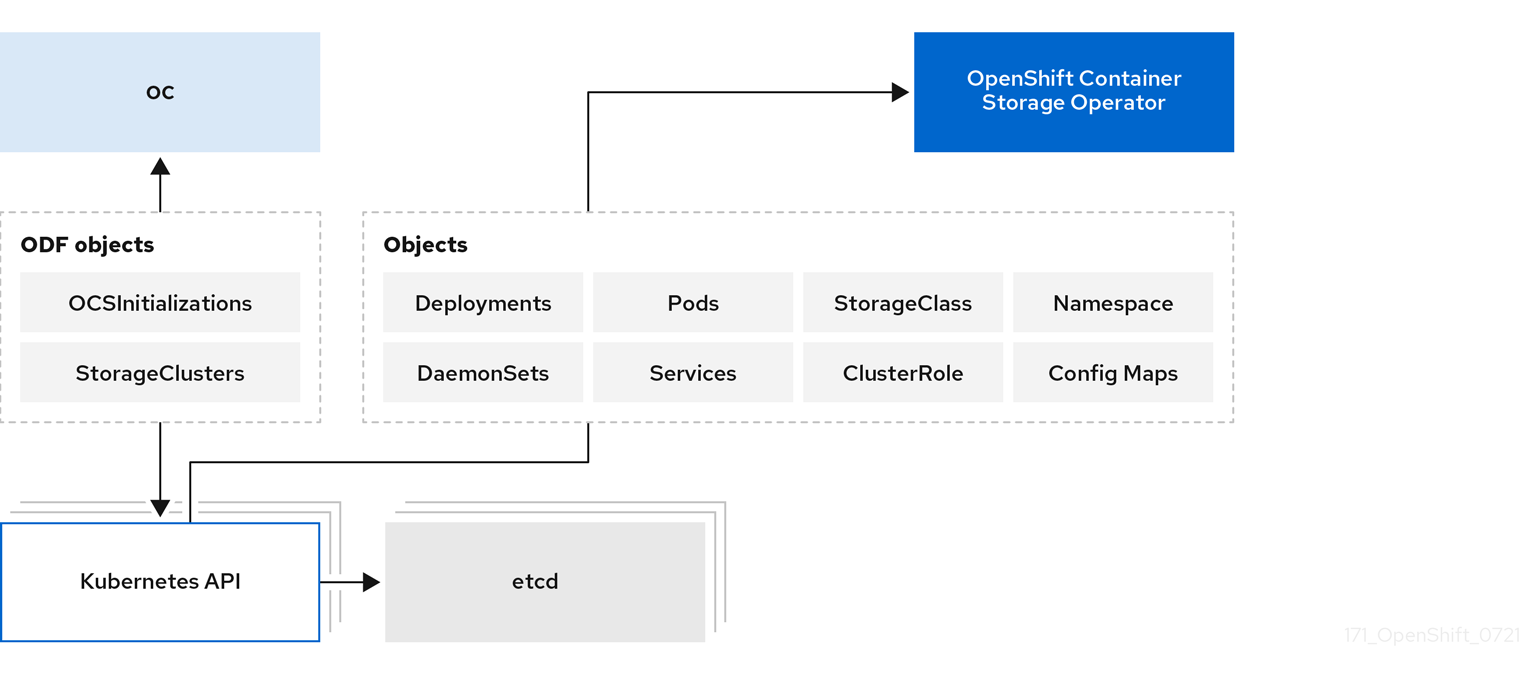 oc
OpenShift Container
Storage Operator
ODF objects
OCSInitializations
StorageClusters
Objects
Deployments
Pods
StorageClass
Namespace
DaemonSets
Services
ClusterRole
Config Maps
Kubernetes API
etcd
171_OpenShift_0721